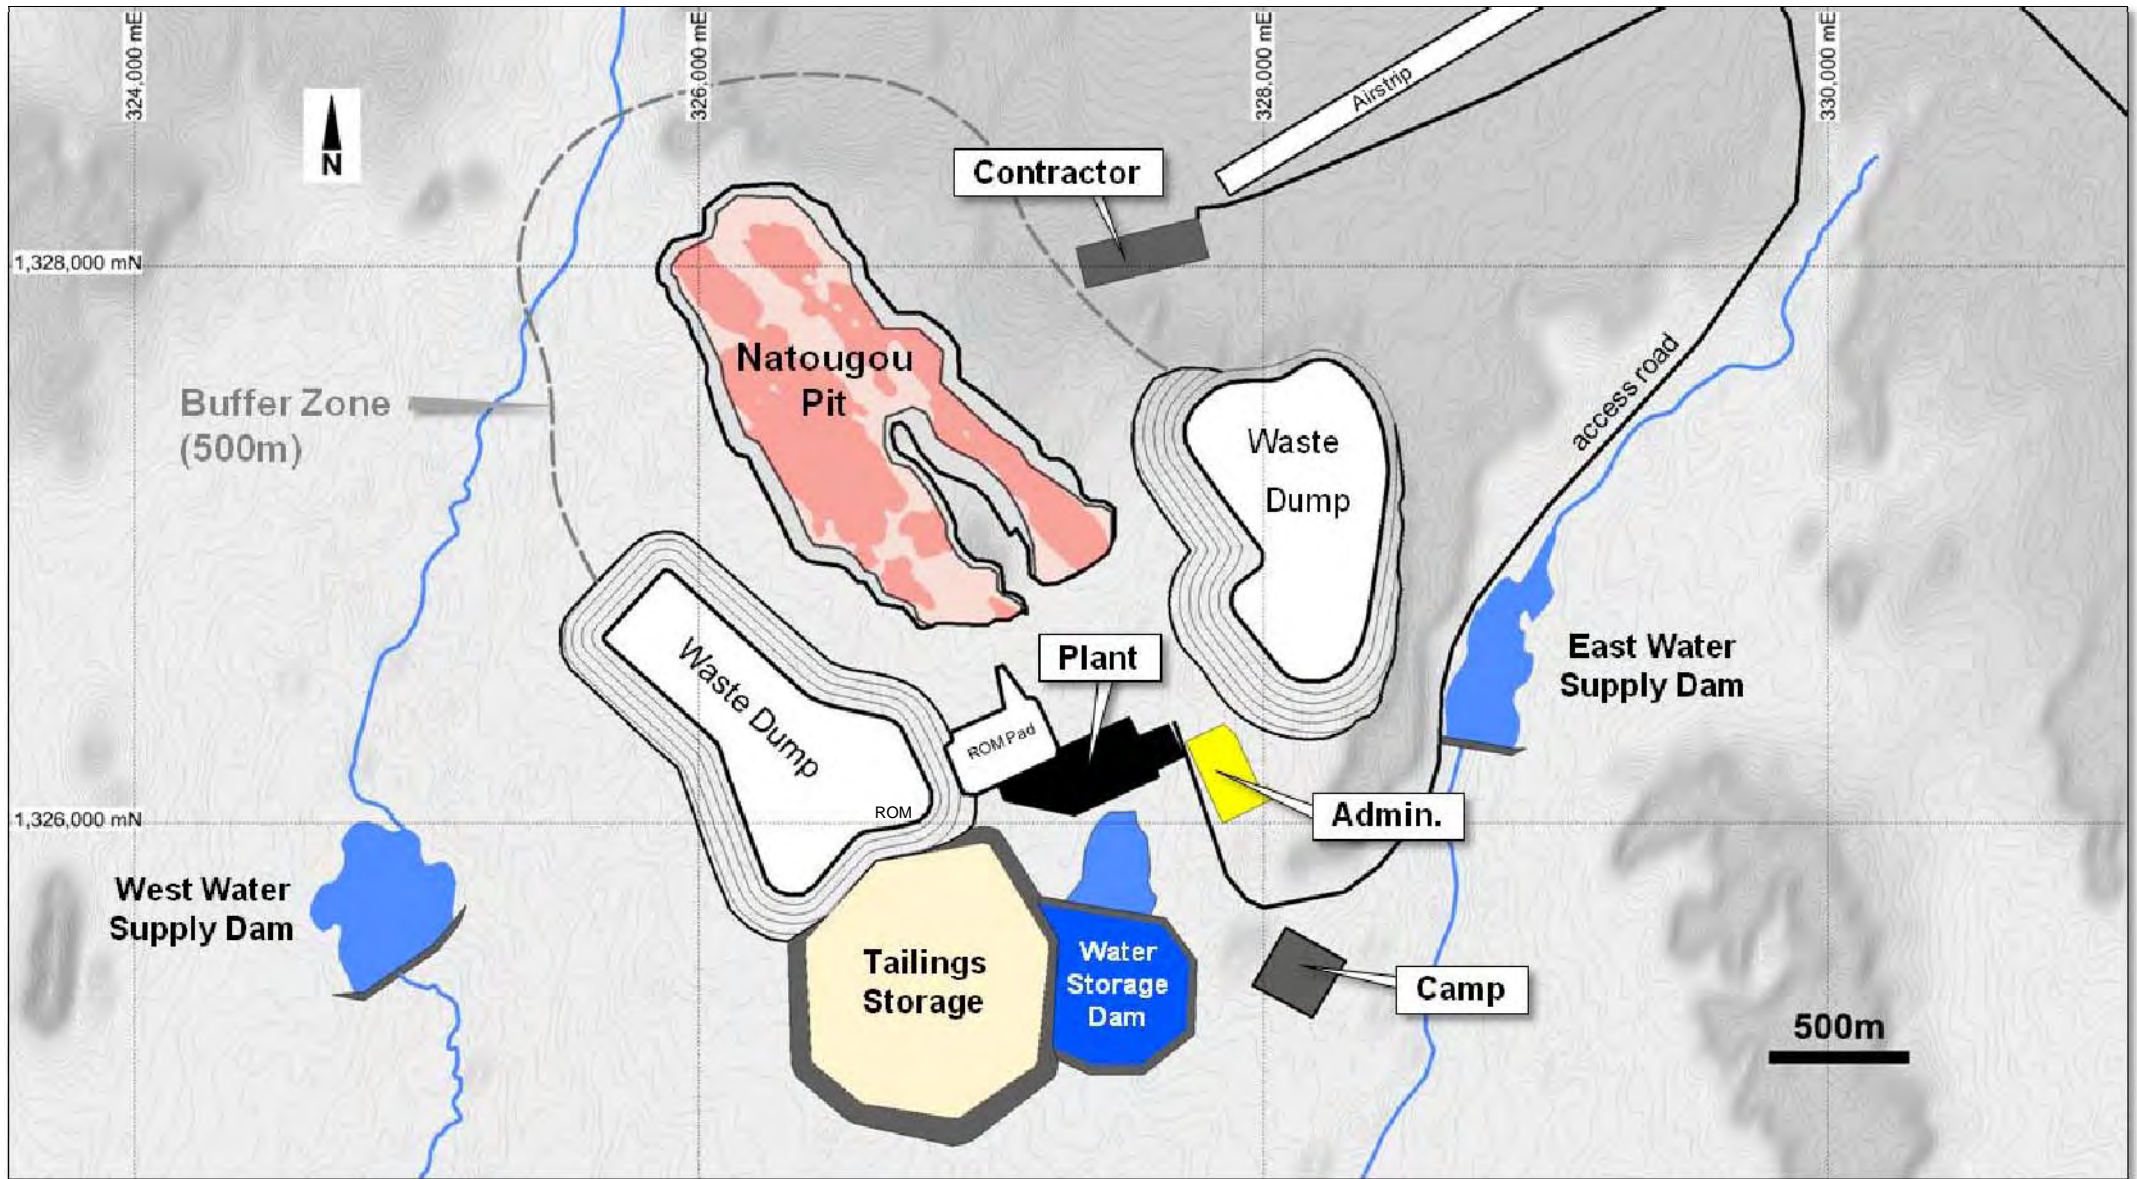 324,000 mE
326,000 mE
328,000 mE
330,000 mE
N
Airstrip
Contractor
1,328,000 mN
Natougou
Pit
Buffer Zone
(500m)
access road
Waste
Dump
East Water
Supply Dam
Plant
Waste Dump
ROM Pad
ROM
Admin.
1,326,000 mN
West Water
Supply Dam
Tailings
Storage
Water
Storage
Dam
Camp
500m